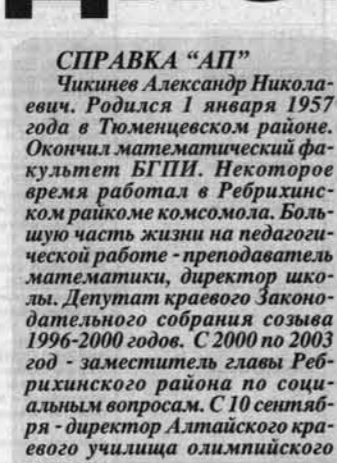 СПРАВКА “АП”
Чикинев Александр Никола-
евич. Родился 1 января 1957
года в Тюменцевском районе.
Окончил математический фа-
культет БГПИ. Некоторое
время работал в Ребрихинс-
ком райкоме комсомола. Боль-
шую часть жизни на педагоги-
ческой работе - преподаватель
математики, директор шко-
лы. Депутат краевого Законо-
дательного собрания созыва
1996-2000 годов. С 2000 по 2003
год - заместитель главы Реб-
рихинского района по соци-
альным вопросам. С 10 сентяб-
ря - директор Алтайского кра-
евого училища олимпийского